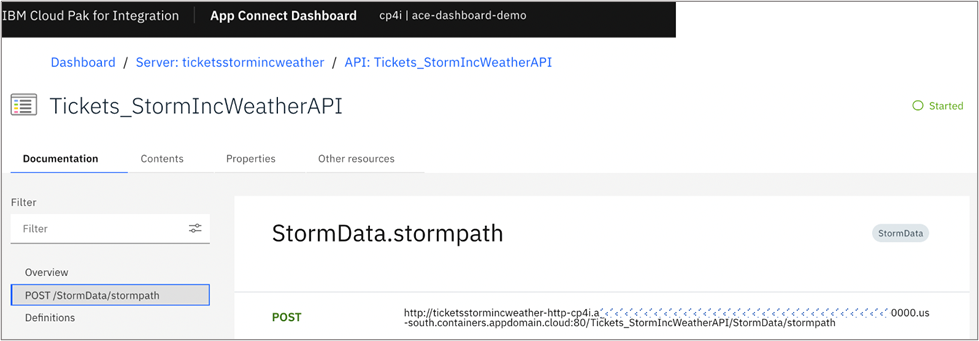 IBM Cloud Pak for Integration | App Connect Dashboard cp4i | ace-dashboard-demo
Dashboard / Server: ticketsstormincweather / API: Tickets_StormIncWeatherAPI
Tickets_StormIncWeatherAPI Started
Documentation Contents Properties Other resources
Filter
Filter
StormData.stormpath StormData
Overview
POST /StormData/stormpath
Definitions
POST http://ticketsstormincweather-http-cp4i.a 0000.us
-south.containers.appdomain.cloud:80/Tickets_StormIncWeatherAPI/StormData/stormpath